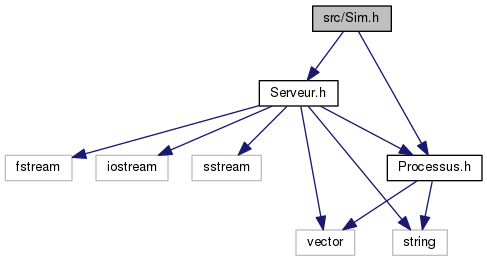 src/Sim.h
Serveur.h
fstream
iostream
sstream
Processus.h
vector
string